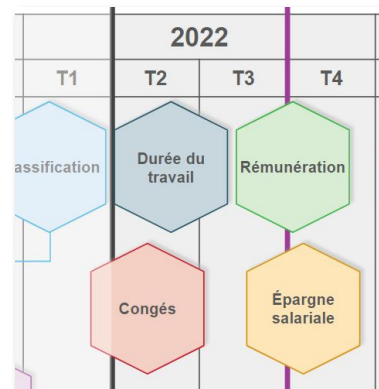 2022
T1 T2 T3 T4
assification
Durée du
travail
Rémunération
Congés
Épargne
salariale